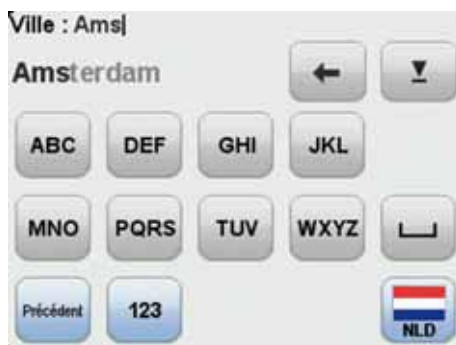 Ville : Ams
Amsterdam
ABC DEF GHI JKL
MNO PQRS TUV WXYZ
Précédent 123 NLD